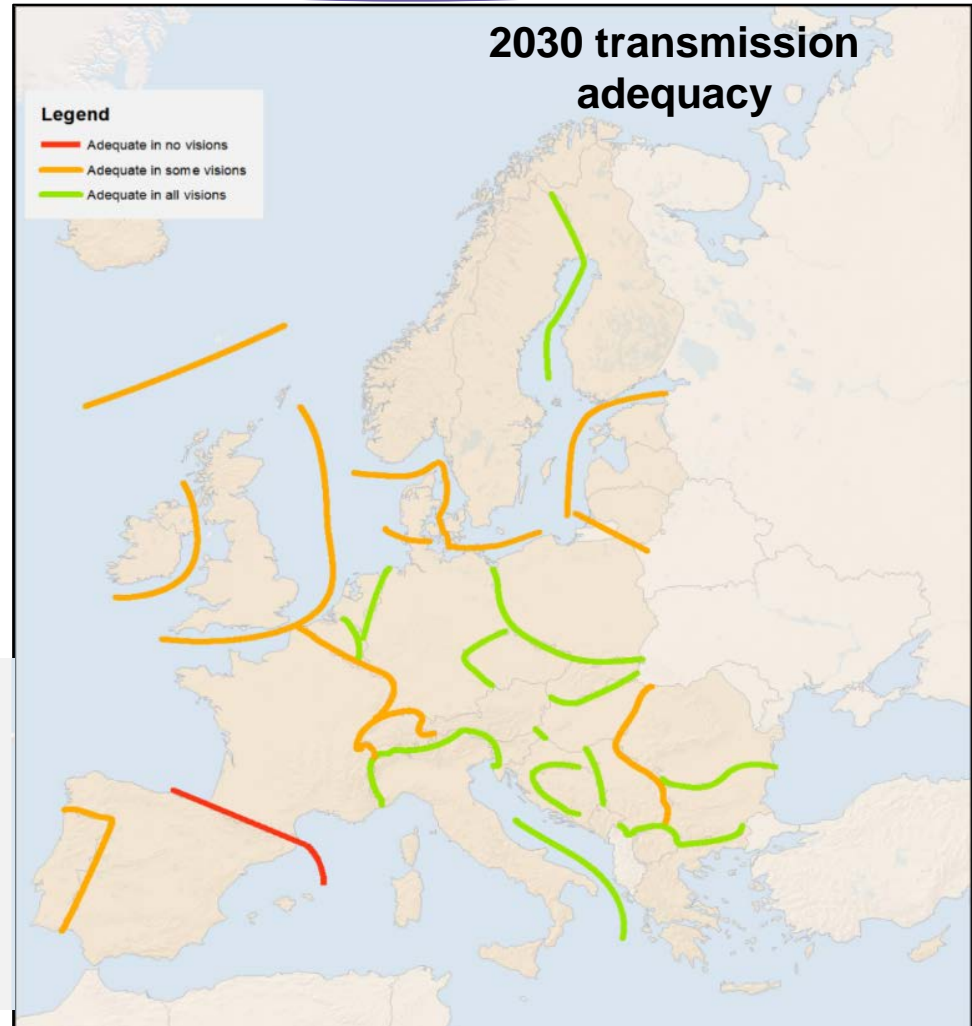 2030 transmission
adequacy
Legend
Adequate in no visions
Adequate in some visions
Adequate in all visions